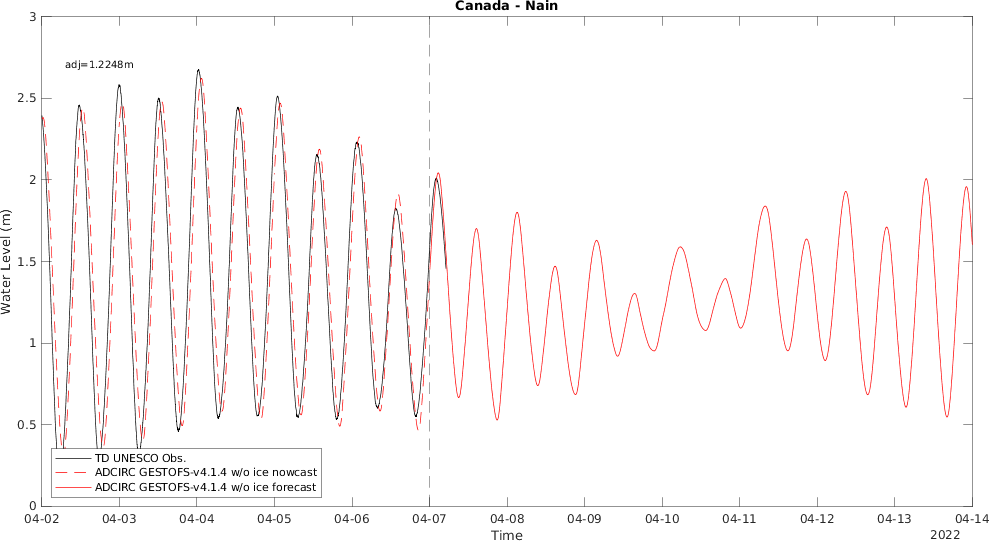 Canada - Nain
adj=1.2248m
Water Level (m)
3
2.5
2
1.5
1
0.5
0
TD UNESCO Obs.
ADCIRC GESTOFS-v4.1.4 w/o ice nowcast
ADCIRC GESTOFS-v4.1.4 w/o ice forecast
04-02 04-03 04-04 04-05 04-06 04-07 04-08 04-09 04-10 04-11 04-12 04-13 04-14
Time
2022